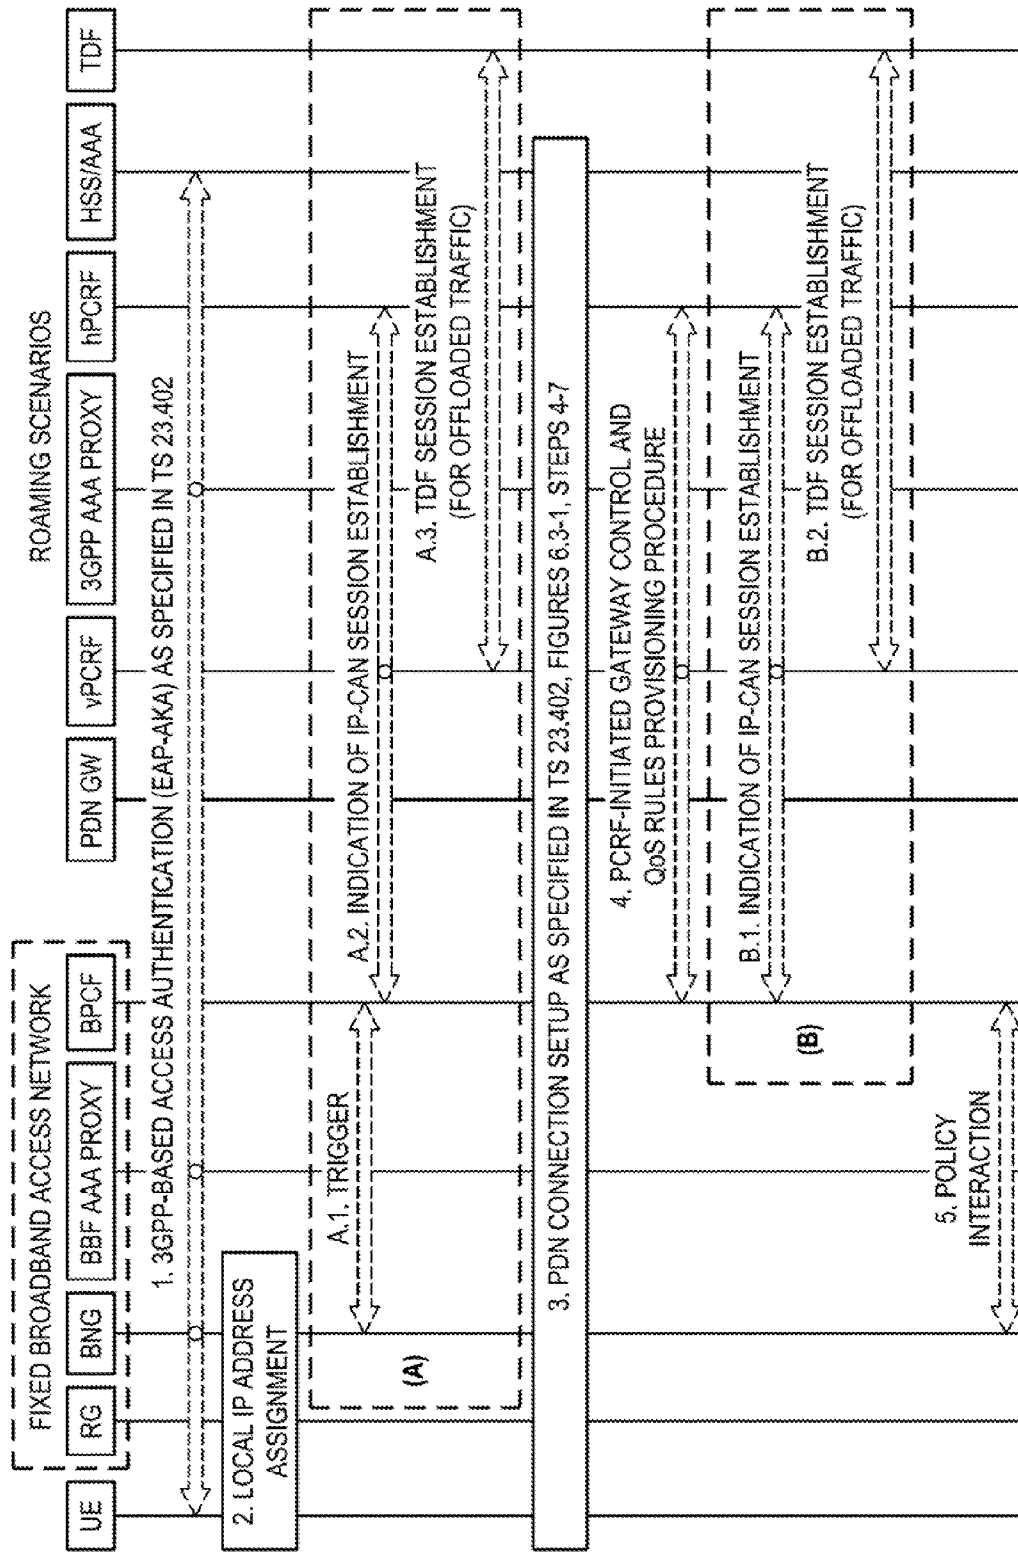 ROAMING SCENARIOS
FIXED BROADBAND ACCESS NETWORK
UE
RG
BNG
BBF AAA PROXY
BPCF
PDN GW
vPCRF
3GPP AAA PROXY
hPCRF
HSS/AAA
TDF
1. 3GPP-BASED ACCESS AUTHENTICATION (EAP-AKA) AS SPECIFIED IN TS 23.402
2. LOCAL IP ADDRESS
ASSIGNMENT
(A)
A.1. TRIGGER
A.2. INDICATION OF IP-CAN SESSION ESTABLISHMENT
A.3. TDF SESSION ESTABLISHMENT
(FOR OFFLOADED TRAFFIC)
3. PDN CONNECTION SETUP AS SPECIFIED IN TS 23.402, FIGURES 6.3-1, STEPS 4-7
4. PCRF-INITIATED GATEWAY CONTROL AND
QoS RULES PROVISIONING PROCEDURE
(B)
B.1. INDICATION OF IP-CAN SESSION ESTABLISHMENT
B.2. TDF SESSION ESTABLISHMENT
(FOR OFFLOADED TRAFFIC)
5. POLICY
INTERACTION